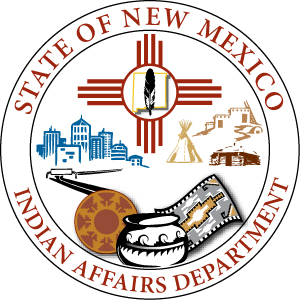 STATE OF NEW MEXICO
INDIAN AFFAIRS DEPARTMENT